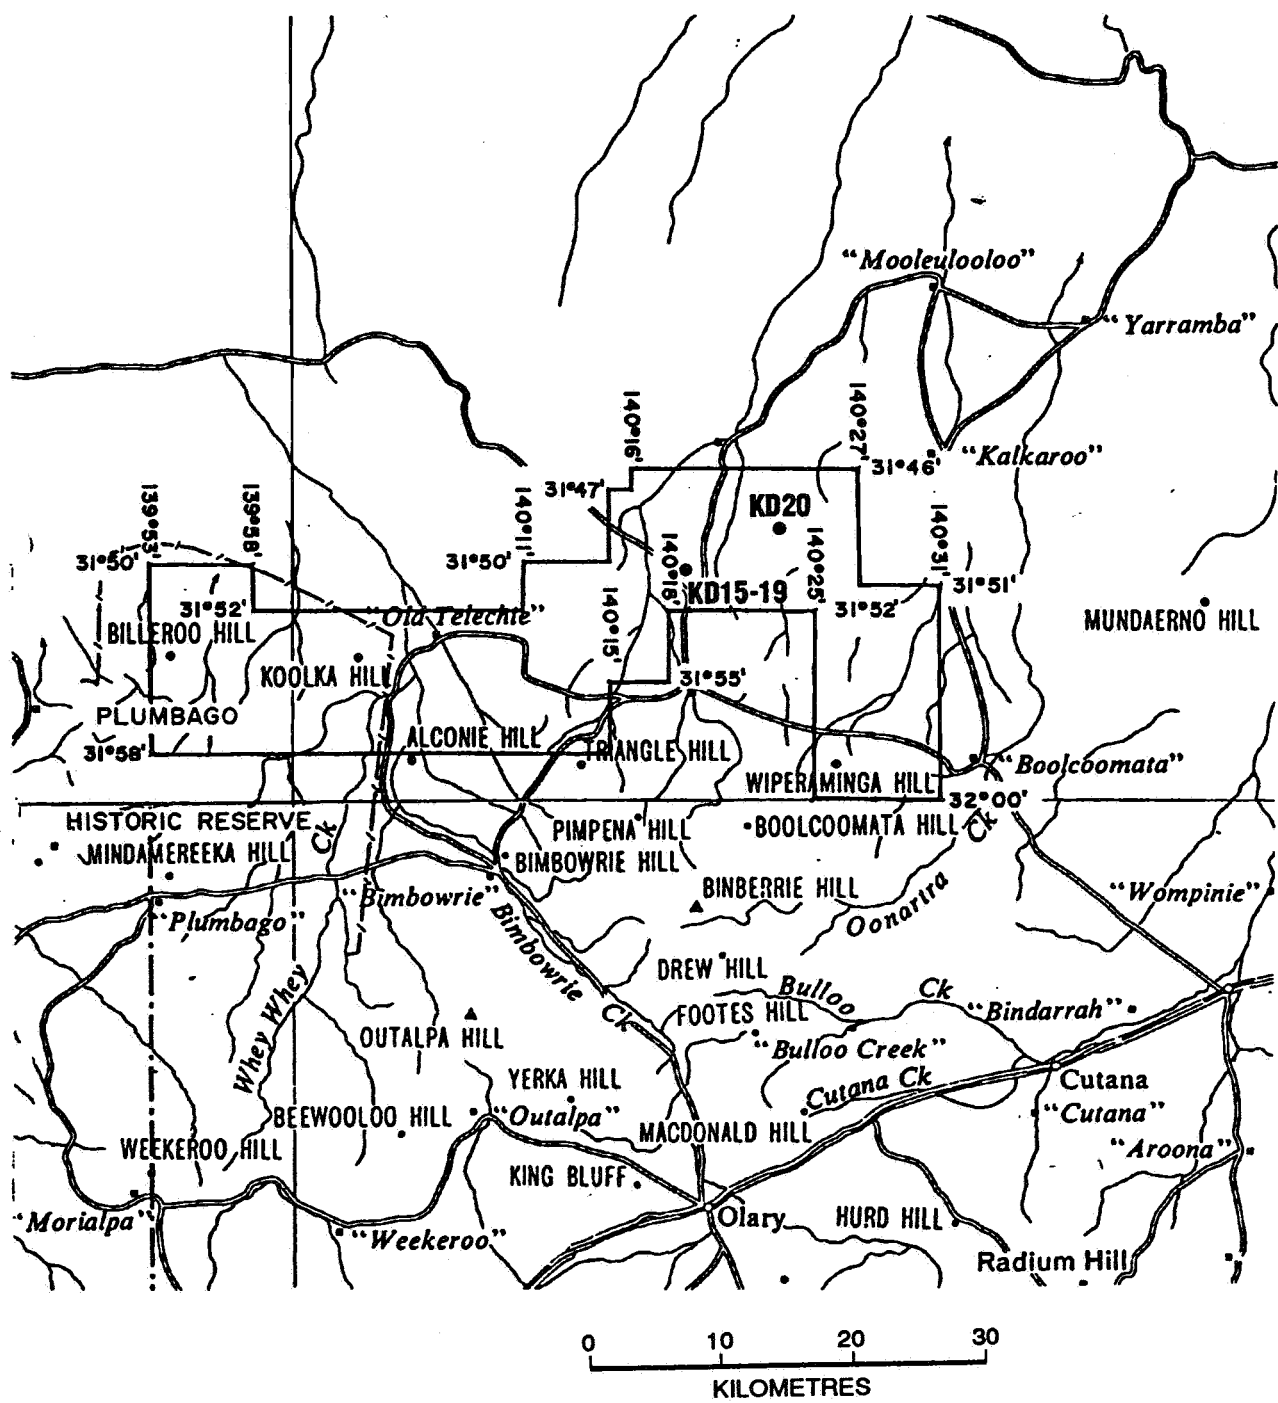 "Mooleulooloo"
"Yarramba"
140°16'
140°27'
31°46'
"Kalkaroo"
139°53'
139°58'
140°11'
31°47'
KD20
140°31'
31°50'
31°50'
140°18'
140°25'
31°51'
KD15-19
31°52'
"Old Telechie"
140°15'
31°52'
MUNDAERNO HILL
BILLEROO HILL
KOOLKA HILL
31°55'
PLUMBAGO
31°58'
ALCONIE HILL
TRIANGLE HILL
"Boolcoomata"
WIPERAMINGA HILL
32°00'
HISTORIC RESERVE
Ck
PIMPENA HILL
BOOLCOOMATA HILL
Ck
MINDAMEREEKA HILL
BIMBOWRIE HILL
"Bimbowrie"
BINBERRIE HILL
Oonartra
"Wompinie"
"Plumbago"
Bimbowrie
Ck
DREW HILL
Whey Whey
Bulloo
Ck
FOOTES HILL
"Bindarrah"
OUTALPA HILL
"Bulloo Creek"
YERKA HILL
Cutana Ck
Cutana
BEEWOOLOO HILL
"Outalpa"
"Cutana"
MACDONALD HILL
WEEKEROO HILL
"Aroona"
KING BLUFF
"Morialpa"
Olary
HURD HILL
"Weekeroo"
Radium Hill
0 10 20 30
KILOMETRES